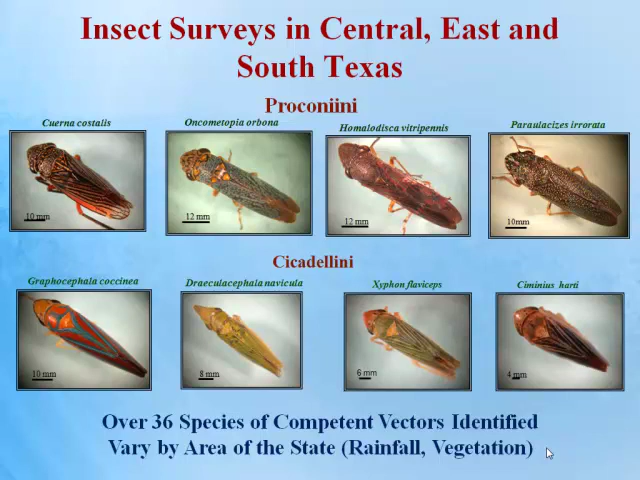 Insect Surveys in Central, East and
South Texas
Proconiini
Cuerna costalis
Oncometopia orbona
Homalodisca vitripennis
Paraulacizes irrorata
10 mm
12 mm
12 mm
10mm
Cicadellini
Graphocephala coccinea
Draeculacephala navicula
Xyphon flaviceps
Ciminius harti
10 mm
8 mm
6 mm
4 mm
Over 36 Species of Competent Vectors Identified
Vary by Area of the State (Rainfall, Vegetation)